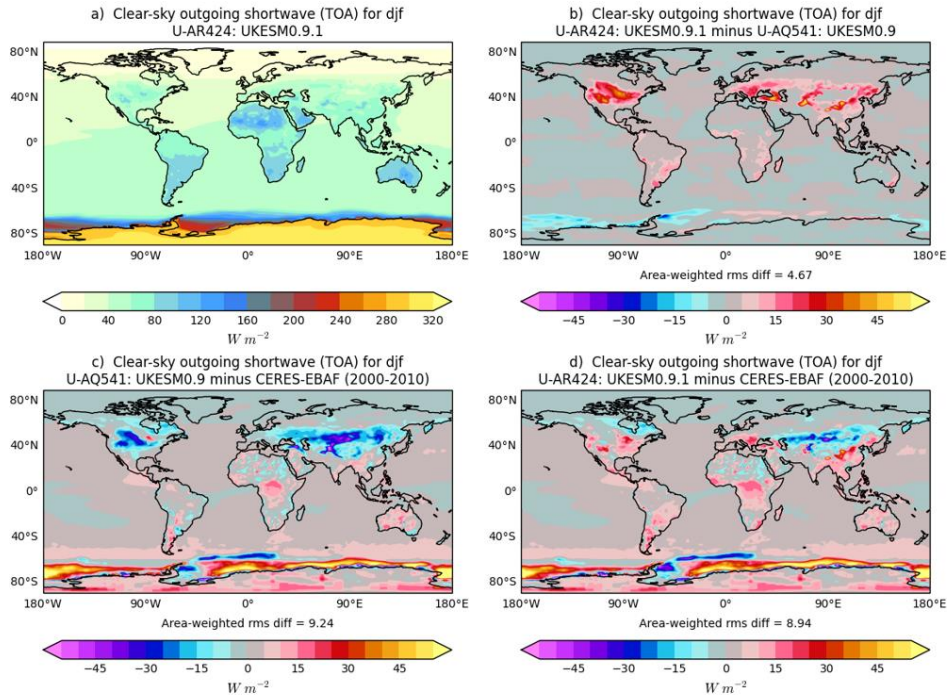 a) Clear-sky outgoing shortwave (TOA) for djf
U-AR424: UKESM0.9.1
80°N
40°N
0°
40°S
80°S
180°W 90°W 0° 90°E 180°E
0 40 80 120 160 200 240 280 320
W m⁻²
b) Clear-sky outgoing shortwave (TOA) for djf
U-AR424: UKESM0.9.1 minus U-AQ541: UKESM0.9
80°N
40°N
0°
40°S
80°S
180°W 90°W 0° 90°E 180°E
Area-weighted rms diff = 4.67
−45 −30 −15 0 15 30 45
W m⁻²
c) Clear-sky outgoing shortwave (TOA) for djf
U-AQ541: UKESM0.9 minus CERES-EBAF (2000-2010)
80°N
40°N
0°
40°S
80°S
180°W 90°W 0° 90°E 180°E
Area-weighted rms diff = 9.24
−45 −30 −15 0 15 30 45
W m⁻²
d) Clear-sky outgoing shortwave (TOA) for djf
U-AR424: UKESM0.9.1 minus CERES-EBAF (2000-2010)
80°N
40°N
0°
40°S
80°S
180°W 90°W 0° 90°E 180°E
Area-weighted rms diff = 8.94
−45 −30 −15 0 15 30 45
W m⁻²